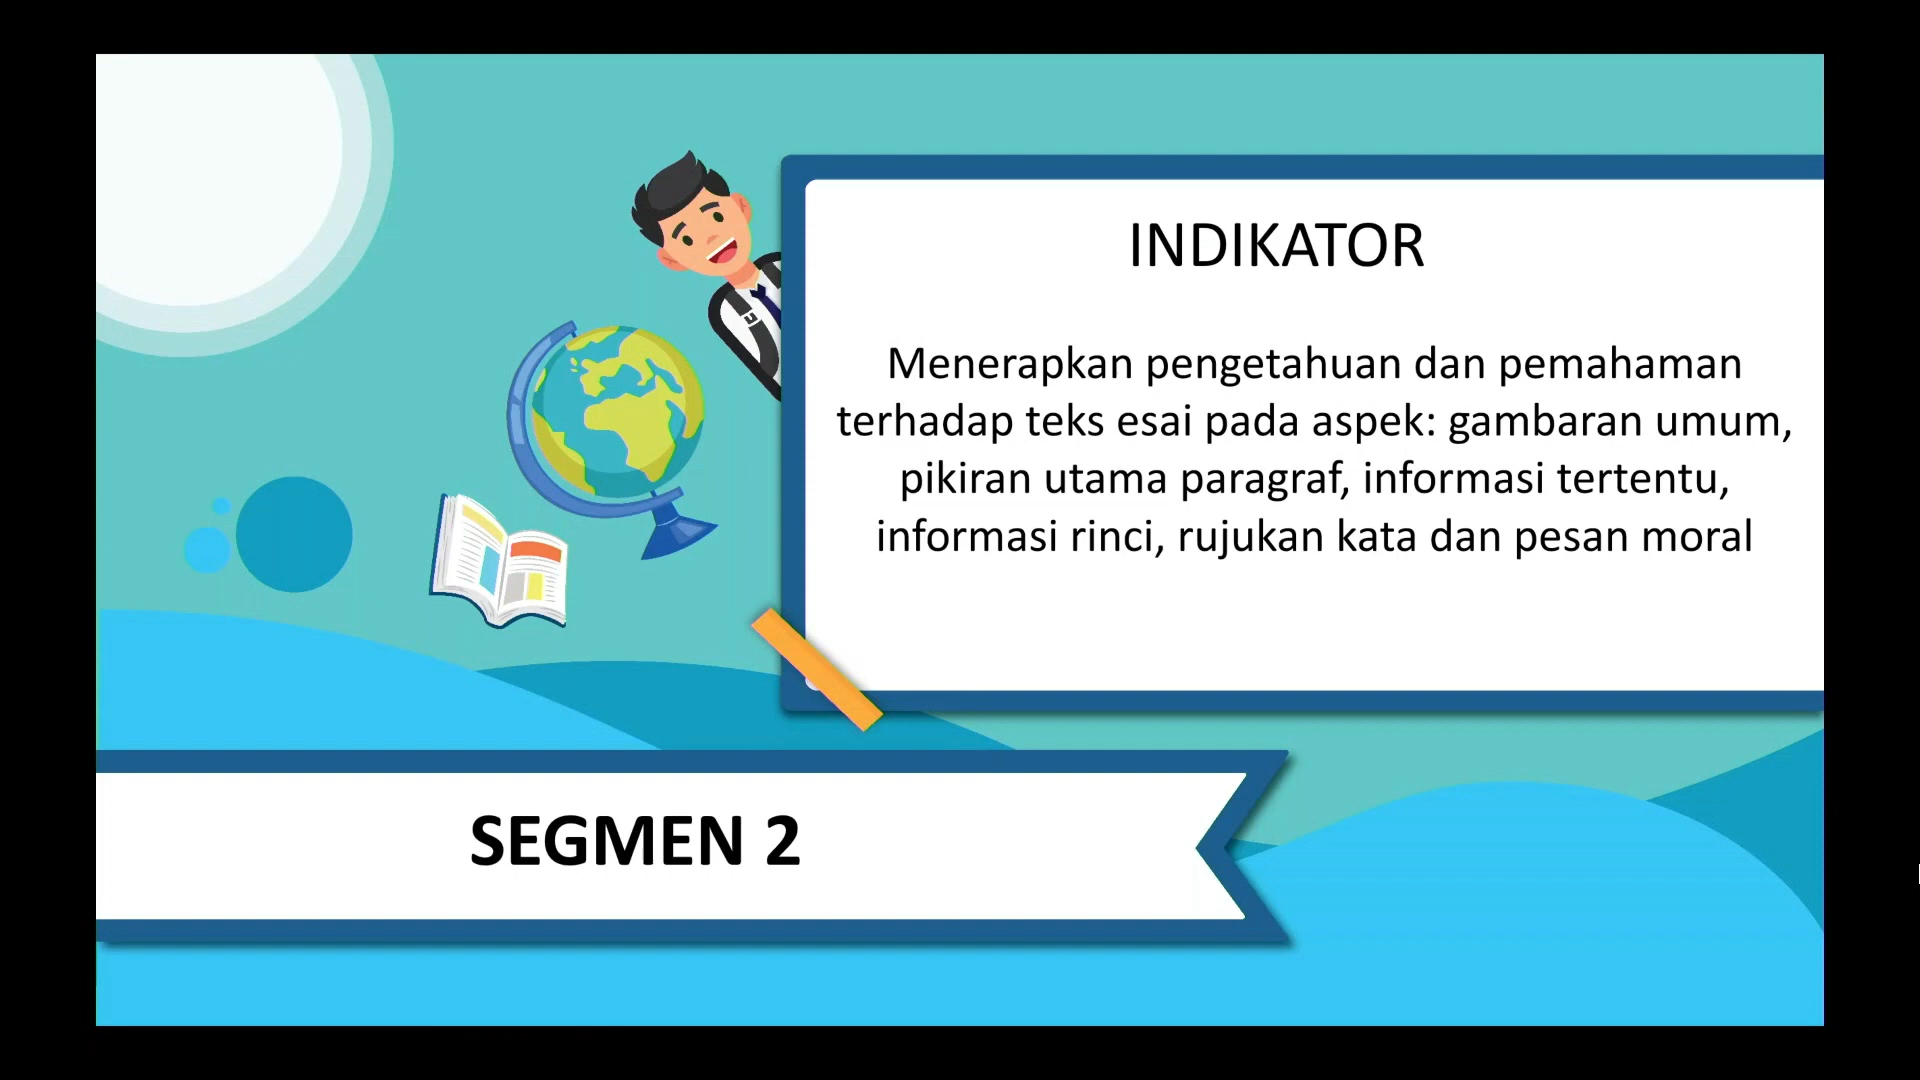 INDIKATOR
Menerapkan pengetahuan dan pemahaman
terhadap teks esai pada aspek: gambaran umum,
pikiran utama paragraf, informasi tertentu,
informasi rinci, rujukan kata dan pesan moral
SEGMEN 2